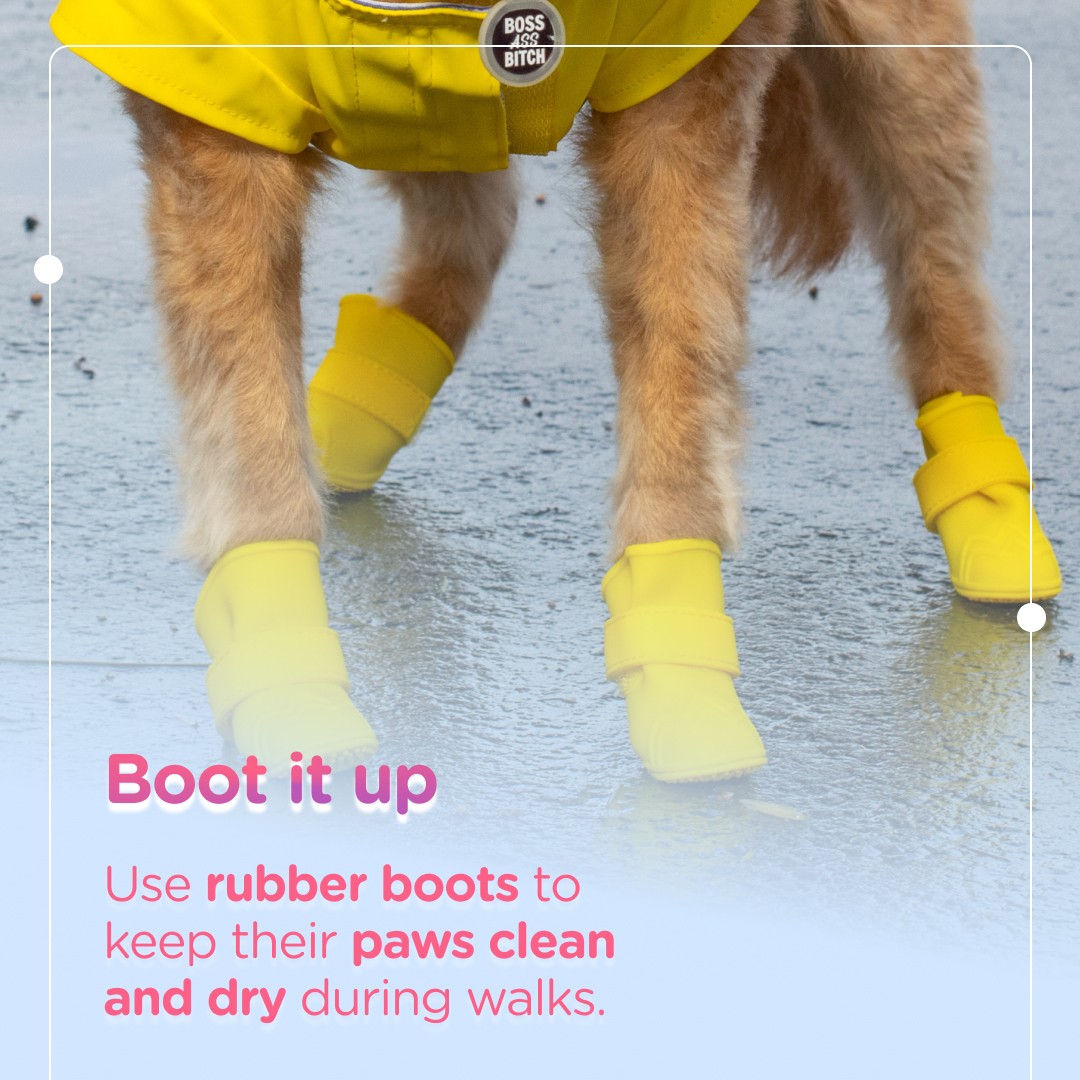 BOSS
ASS
BITCH
Boot it up
Use rubber boots to
keep their paws clean
and dry during walks.